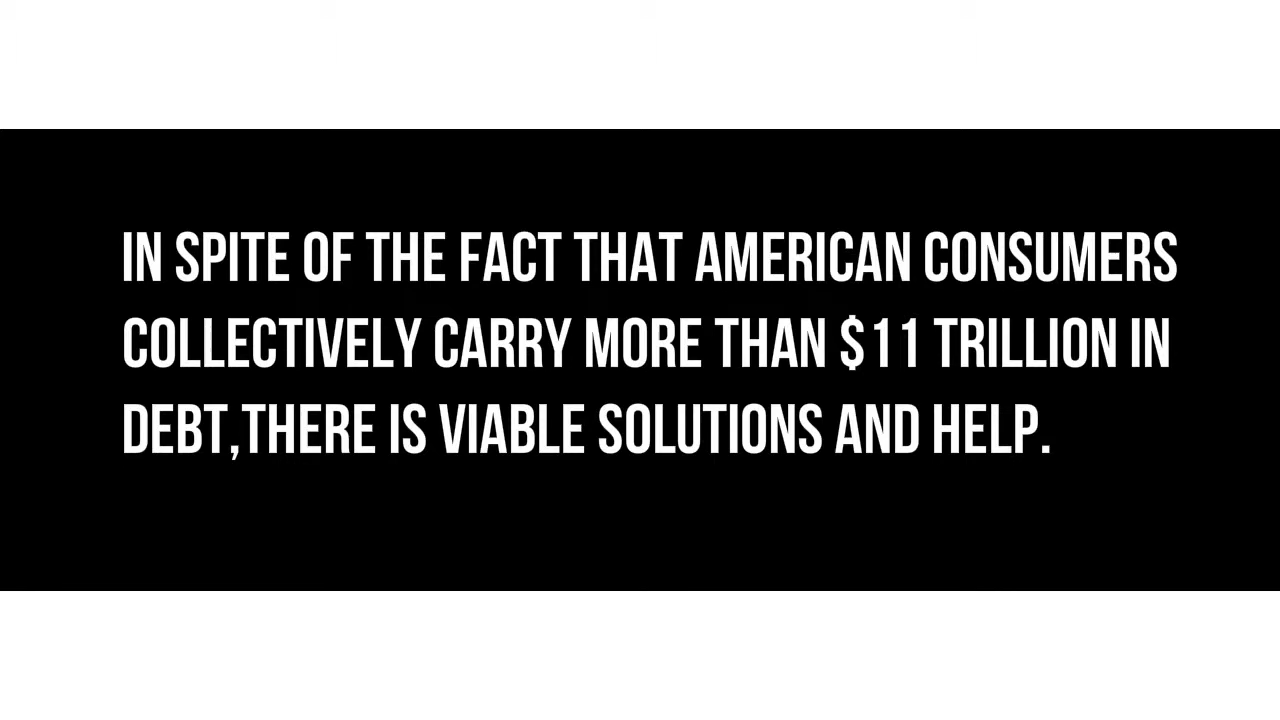 IN SPITE OF THE FACT THAT AMERICAN CONSUMERS
COLLECTIVELY CARRY MORE THAN $11 TRILLION IN
DEBT,THERE IS VIABLE SOLUTIONS AND HELP.